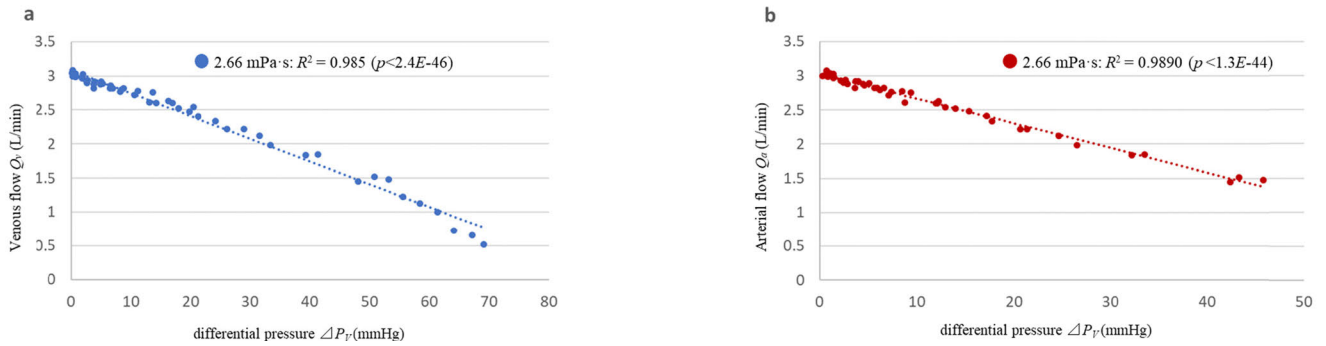 a
3.5
3
2.5
2
1.5
1
0.5
0
Venous flow Qv (L/min)
2.66 mPa·s: R² = 0.985 (p<2.4E-46)
0 10 20 30 40 50 60 70 80
differential pressure ⊿PV(mmHg)
b
3.5
3
2.5
2
1.5
1
0.5
0
Arterial flow Qa (L/min)
2.66 mPa·s: R² = 0.9890 (p<1.3E-44)
0 10 20 30 40 50
differential pressure ⊿PV(mmHg)